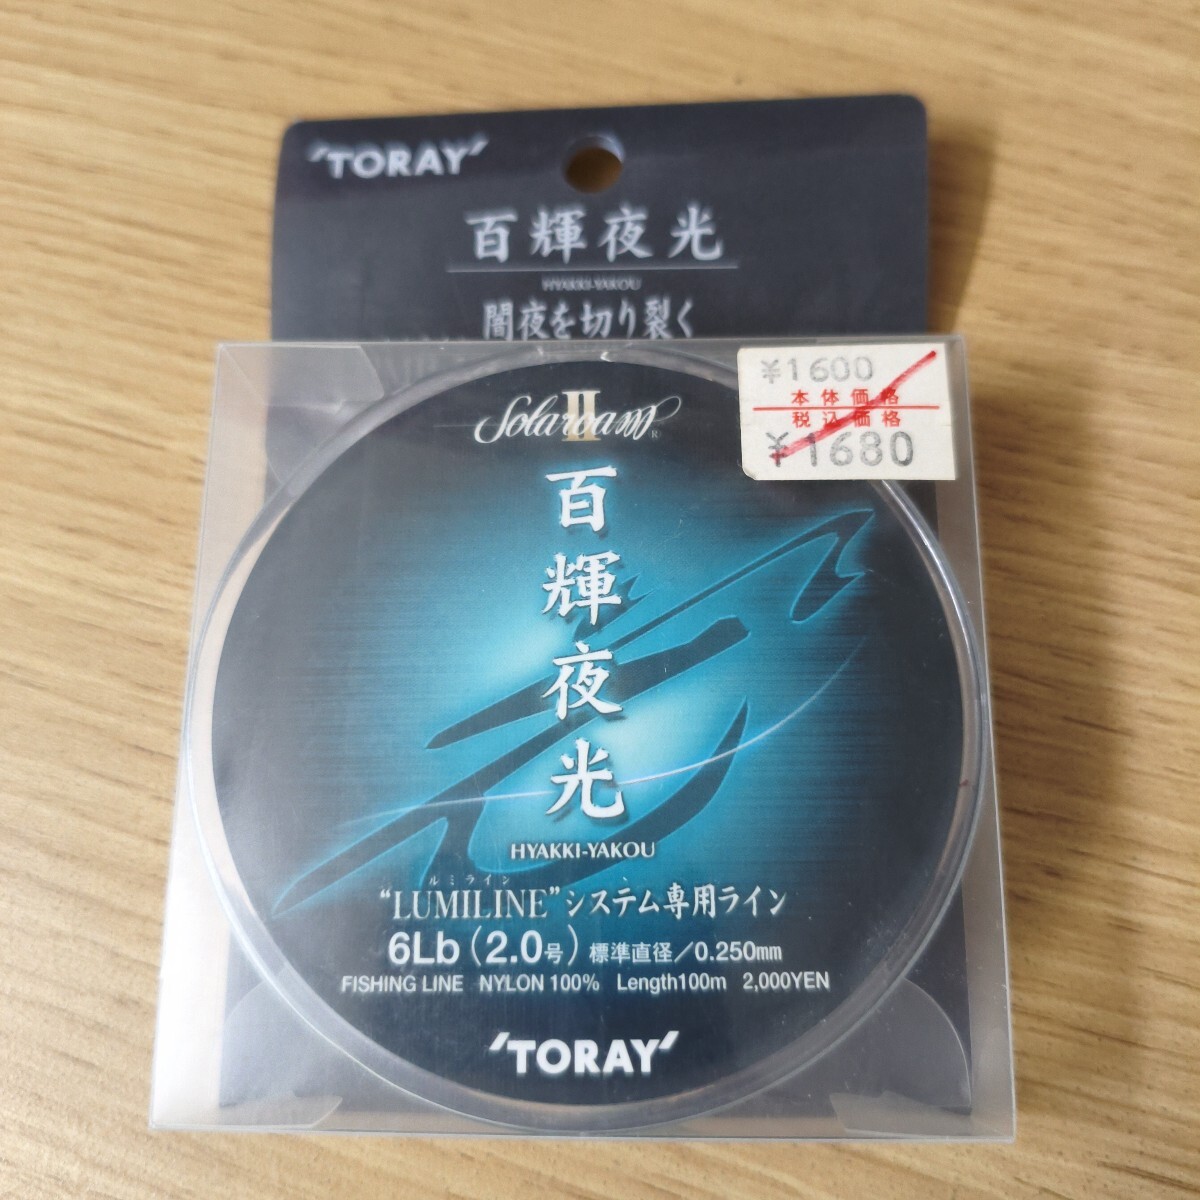 'TORAY'
百輝夜光
HYAKKI-YAKOU
闇夜を切り裂く
¥1600
本体価格
税込価格
¥1680
Solaroam II ®
百輝夜光
HYAKKI-YAKOU
ルミライン
“LUMILINE”システム専用ライン
6Lb(2.0号)標準直径/0.250mm
FISHING LINE NYLON 100% Length100m 2,000YEN
'TORAY'